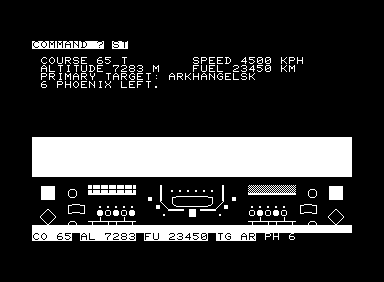 COMMAND ? ST
COURSE 65 T SPEED 4500 KPH
ALTITUDE 7283 M FUEL 23450 KM
PRIMARY TARGET: ARKHANGELSK
6 PHOENIX LEFT.
CO 65 AL 7283 FU 23450 TG AR PH 6